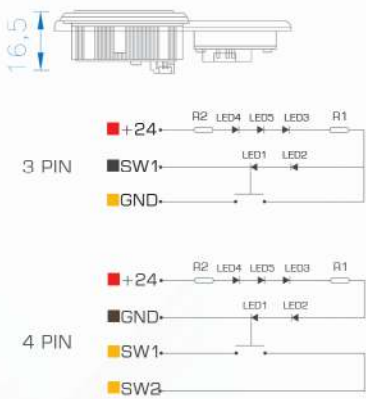 16,5
R2 LED4 LED5 LED3 R1
+24
LED1 LED2
3 PIN
SW1
GND
R2 LED4 LED5 LED3 R1
+24
LED1 LED2
GND
4 PIN
SW1
SW2